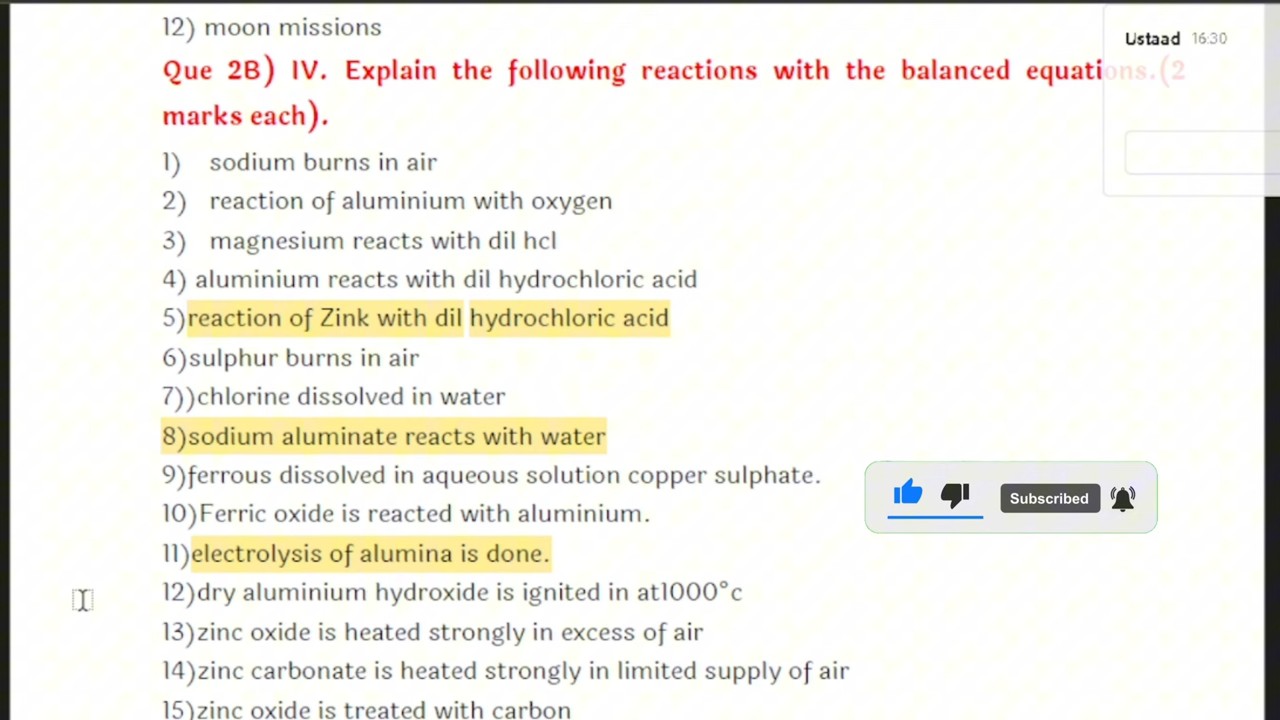 12) moon missions
Ustaad 16:30
Que 2B) IV. Explain the following reactions with the balanced equations.(2
marks each).
1) sodium burns in air
2) reaction of aluminium with oxygen
3) magnesium reacts with dil hcl
4) aluminium reacts with dil hydrochloric acid
5)reaction of Zink with dil hydrochloric acid
6)sulphur burns in air
7))chlorine dissolved in water
8)sodium aluminate reacts with water
9)ferrous dissolved in aqueous solution copper sulphate.
Subscribed
10)Ferric oxide is reacted with aluminium.
11)electrolysis of alumina is done.
12)dry aluminium hydroxide is ignited in at1000°c
13)zinc oxide is heated strongly in excess of air
14)zinc carbonate is heated strongly in limited supply of air
15)zinc oxide is treated with carbon